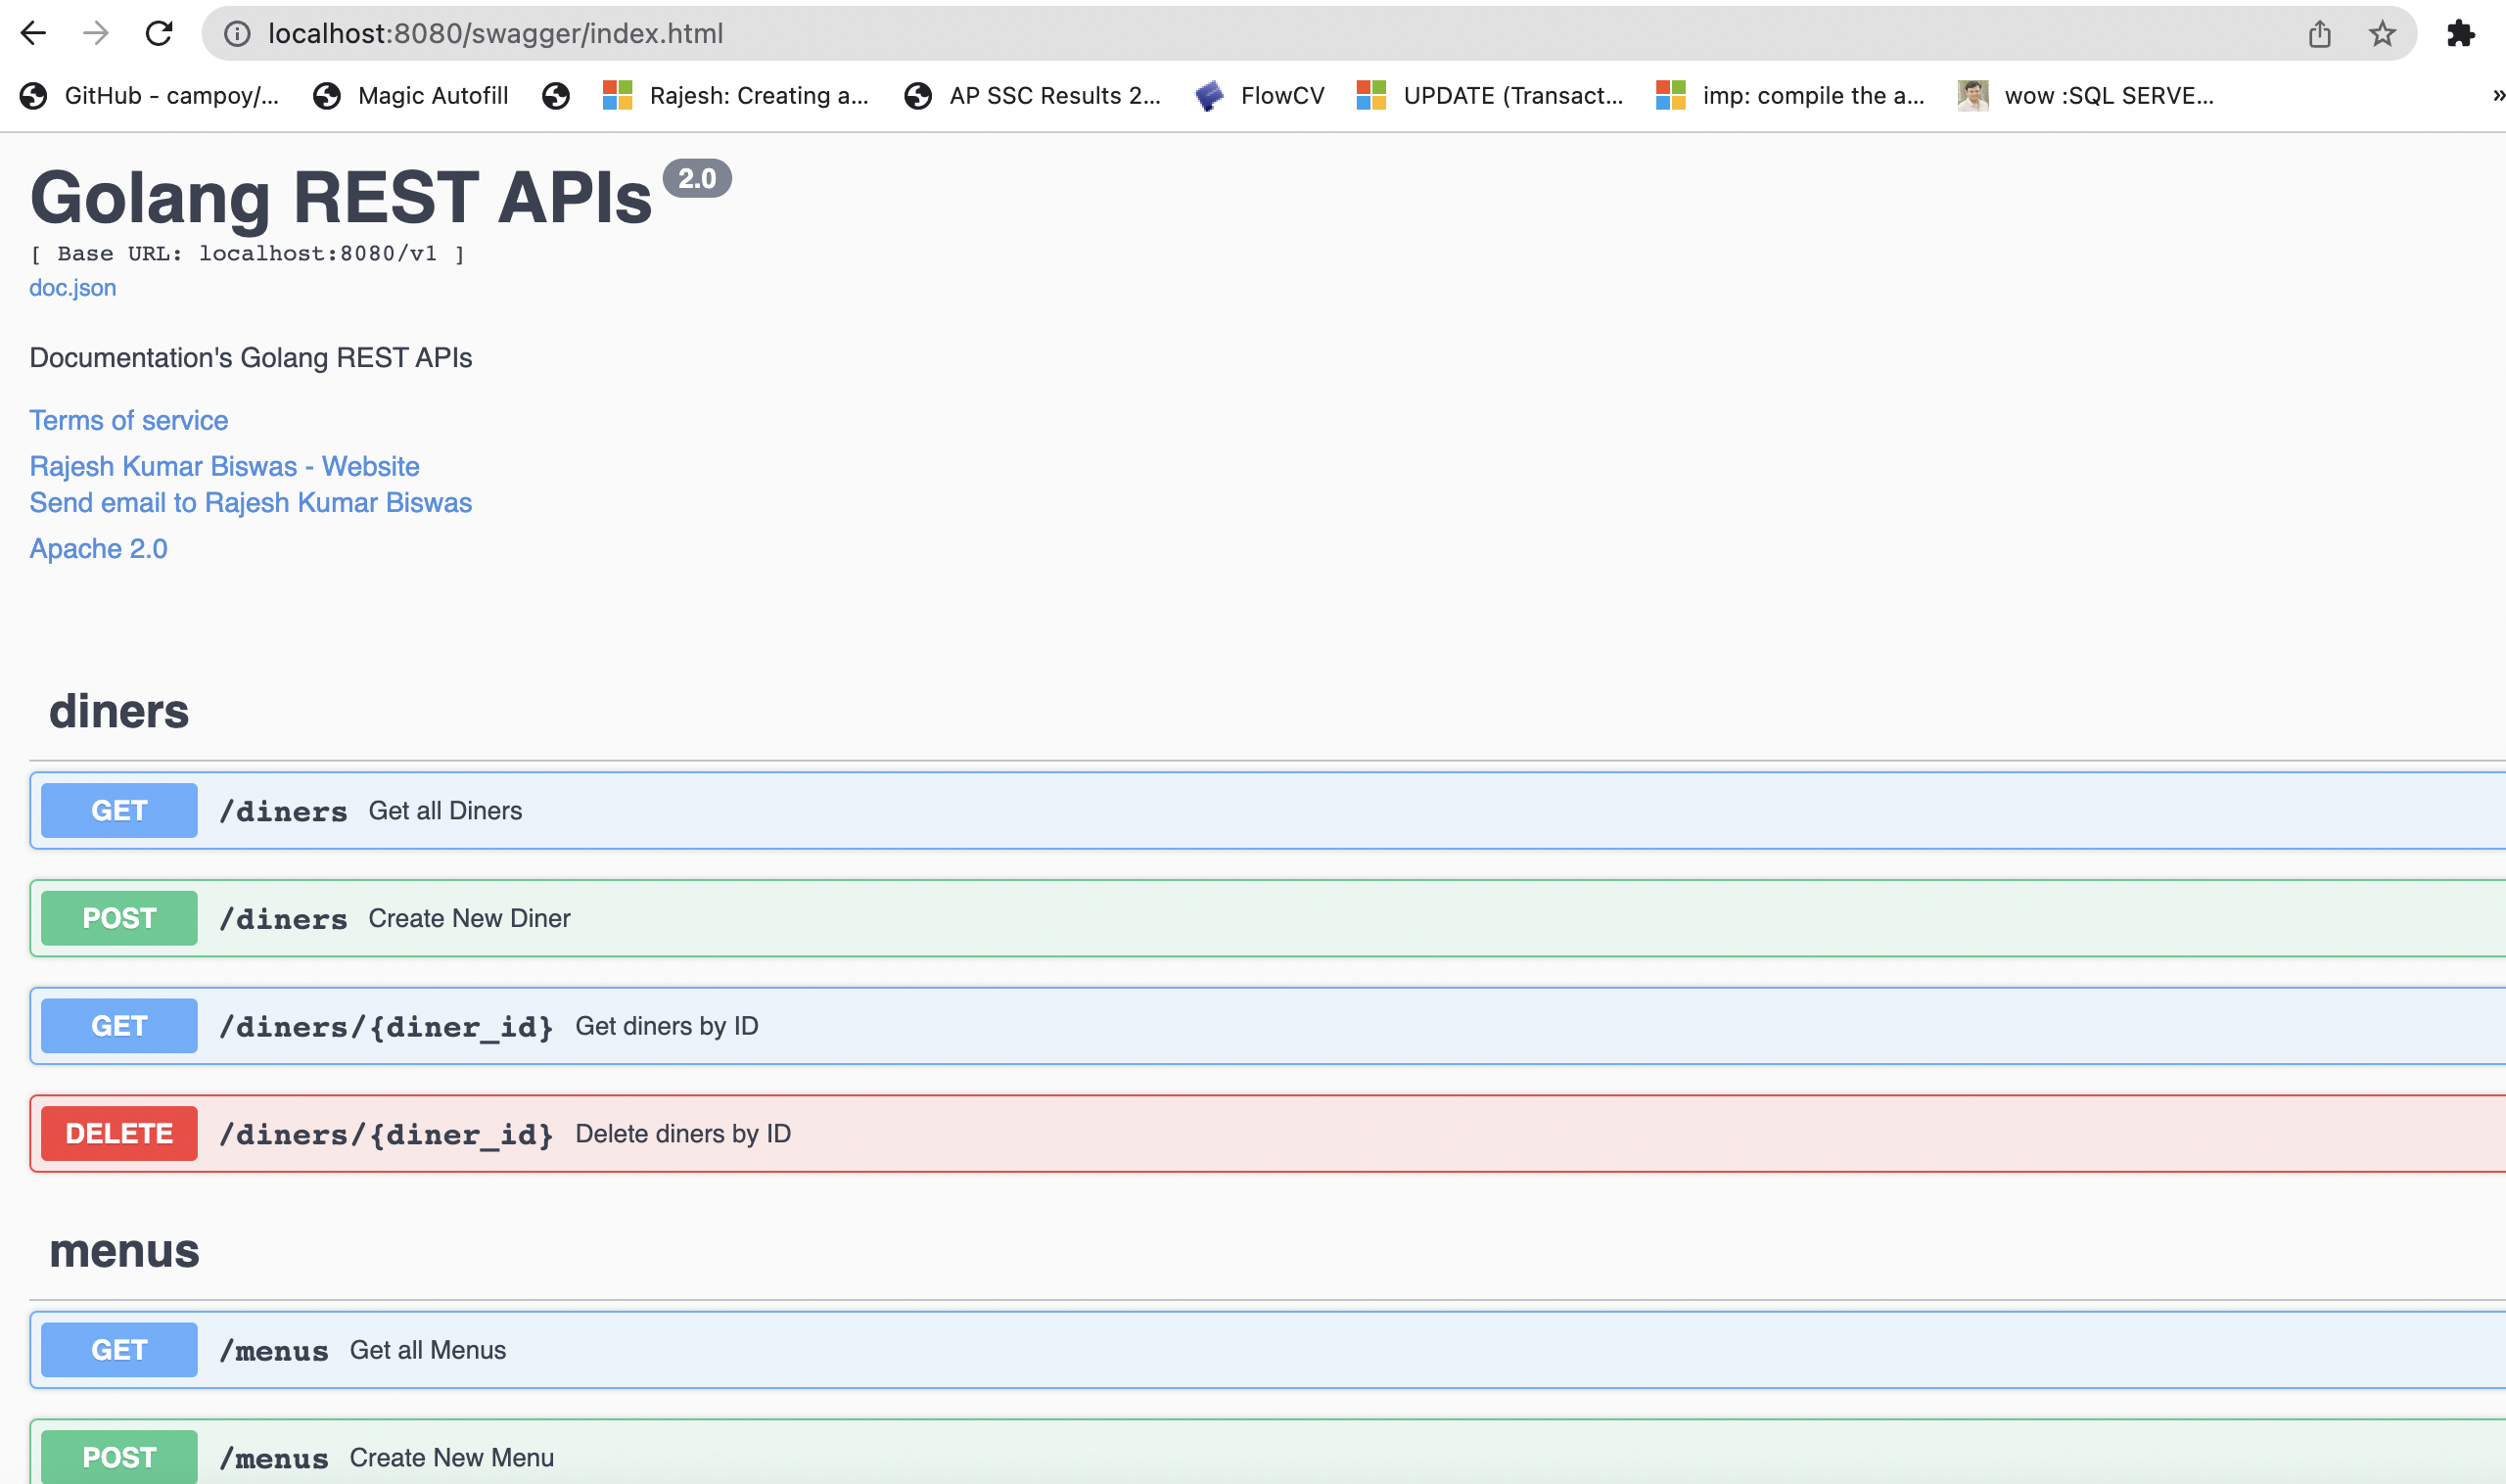 localhost:8080/swagger/index.html
GitHub - campoy/... Magic Autofill Rajesh: Creating a... AP SSC Results 2... FlowCV UPDATE (Transact... imp: compile the a... wow :SQL SERVE... »
Golang REST APIs 2.0
[ Base URL: localhost:8080/v1 ]
doc.json
Documentation's Golang REST APIs
Terms of service
Rajesh Kumar Biswas - Website
Send email to Rajesh Kumar Biswas
Apache 2.0
diners
GET /diners Get all Diners
POST /diners Create New Diner
GET /diners/{diner_id} Get diners by ID
DELETE /diners/{diner_id} Delete diners by ID
menus
GET /menus Get all Menus
POST /menus Create New Menu